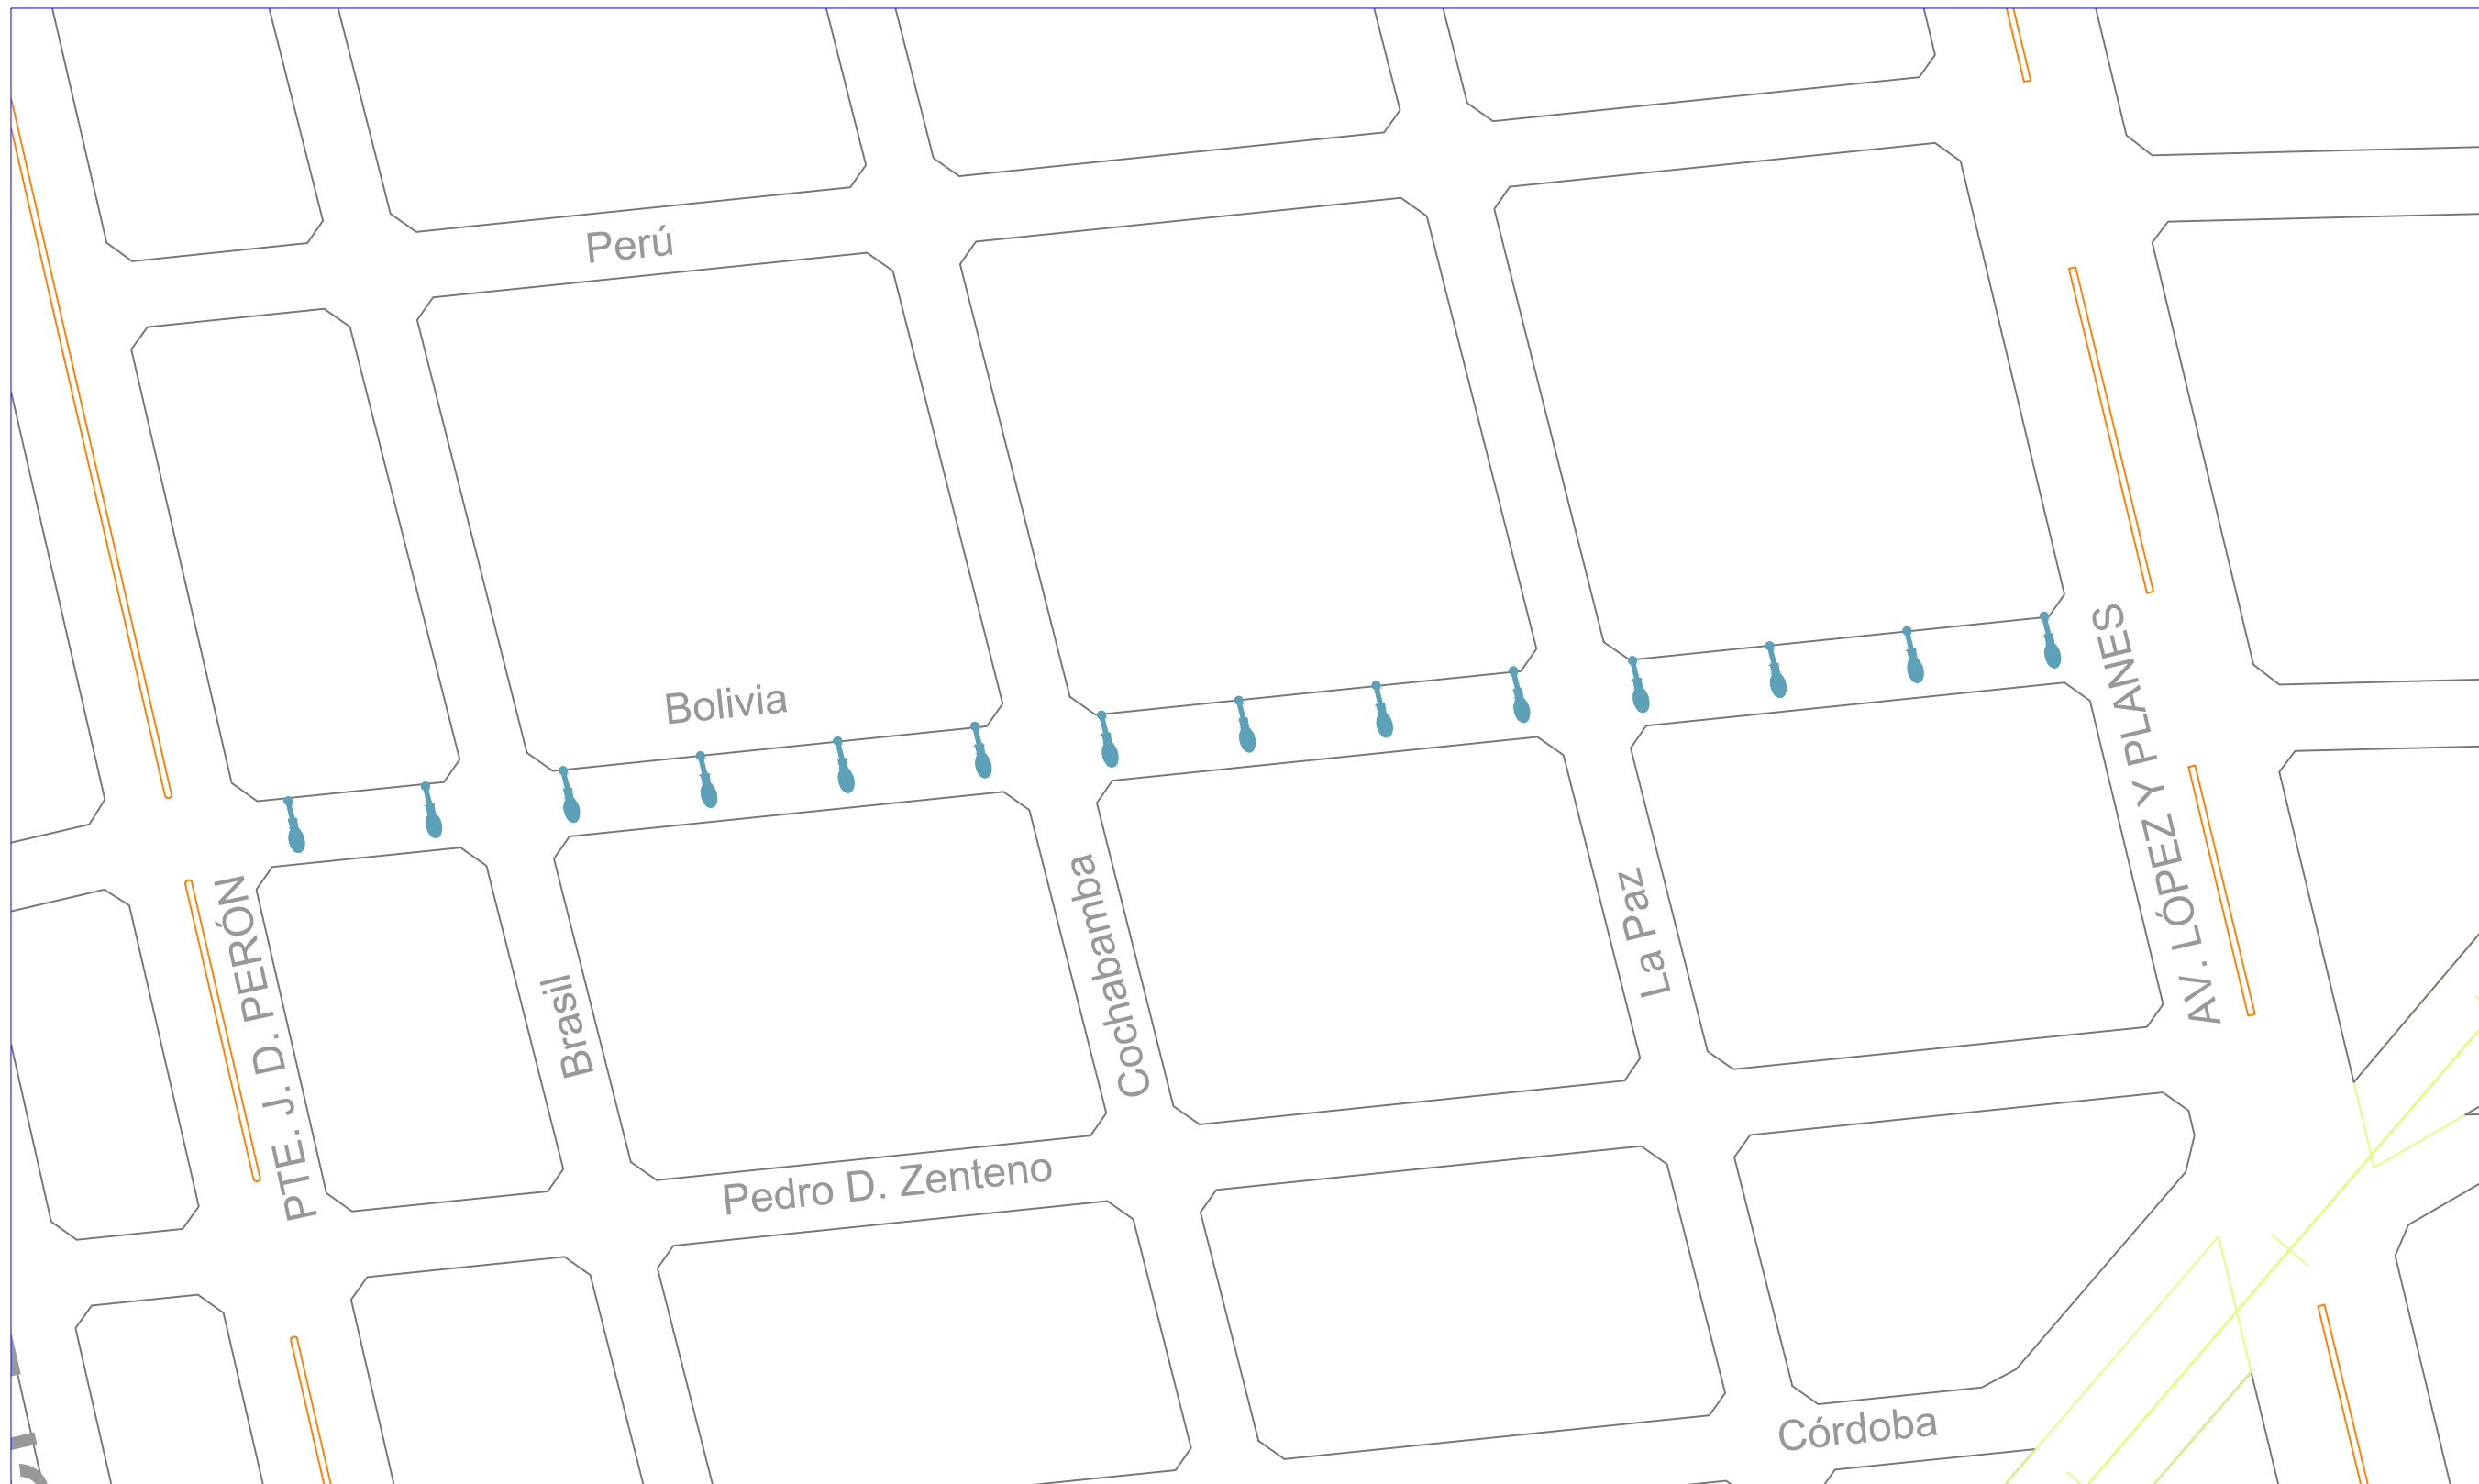 Perú
Bolivia
AV. LÓPEZ Y PLANES
PTE. J. D. PERÓN
Brasil
Cochabamba
La Paz
Pedro D. Zenteno
Córdoba